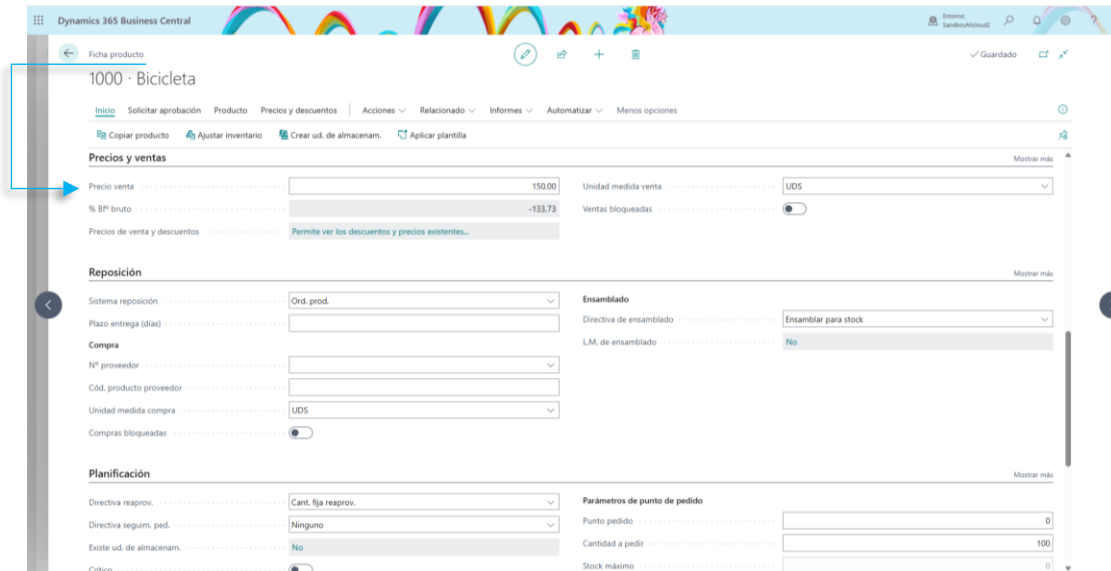 Dynamics 365 Business Central
Entorno:
SandboxAlicloud2
Ficha producto
Guardado
1000 · Bicicleta
Inicio Solicitar aprobación Producto Precios y descuentos Acciones Relacionado Informes Automatizar Menos opciones
Copiar producto Ajustar inventario Crear ud. de almacenam. Aplicar plantilla
Precios y ventas Mostrar más
Precio venta 150,00 Unidad medida venta UDS
% Bfº bruto -133,73 Ventas bloqueadas
Precios de venta y descuentos Permite ver los descuentos y precios existentes...
Reposición Mostrar más
Sistema reposición Ord. prod. Ensamblado
Plazo entrega (días) Directiva de ensamblado Ensamblar para stock
Compra L.M. de ensamblado No
Nº proveedor
Cód. producto proveedor
Unidad medida compra UDS
Compras bloqueadas
Planificación Mostrar más
Directiva reaprov. Cant. fija reaprov. Parámetros de punto de pedido
Directiva seguim. ped. Ninguno Punto pedido 0
Existe ud. de almacenam. No Cantidad a pedir 100
Crítico Stock máximo 0